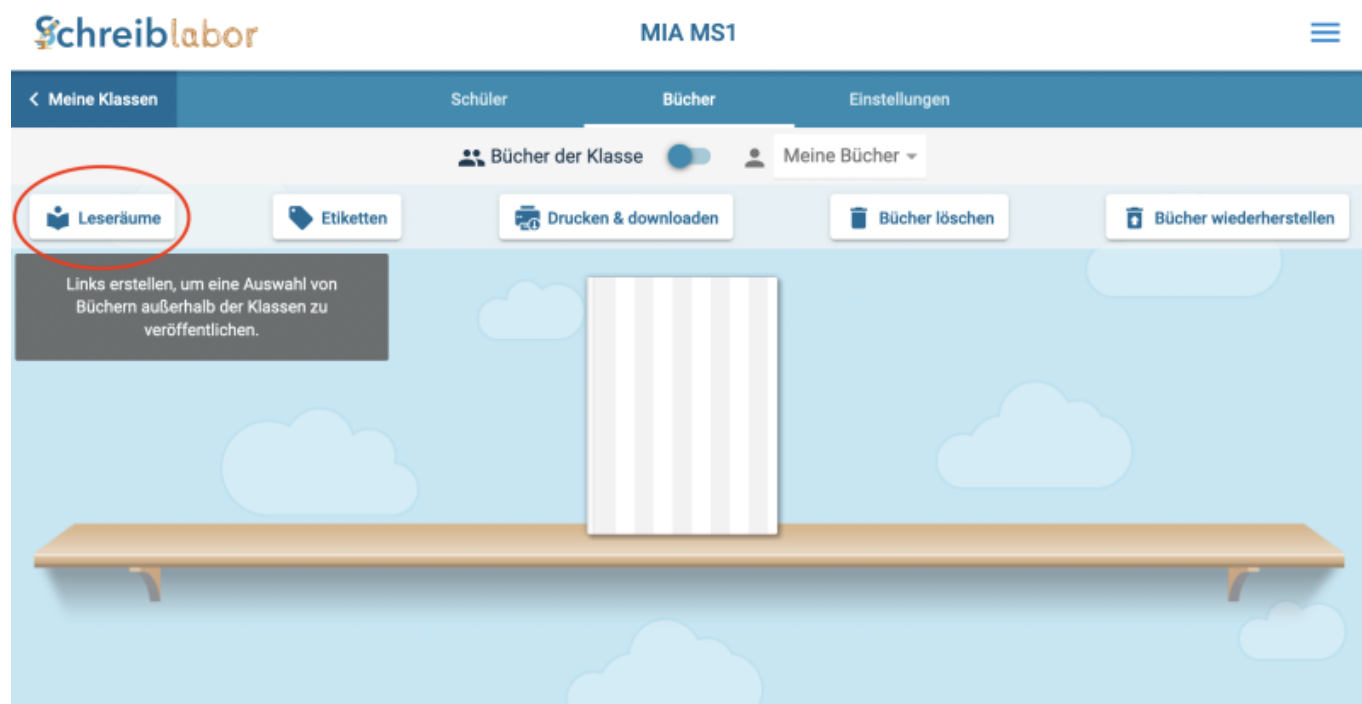 Schreiblabor
MIA MS1
Meine Klassen
Schüler
Bücher
Einstellungen
Bücher der Klasse
Meine Bücher
Leseräume
Etiketten
Drucken & downloaden
Bücher löschen
Bücher wiederherstellen
Links erstellen, um eine Auswahl von
Büchern außerhalb der Klassen zu
veröffentlichen.